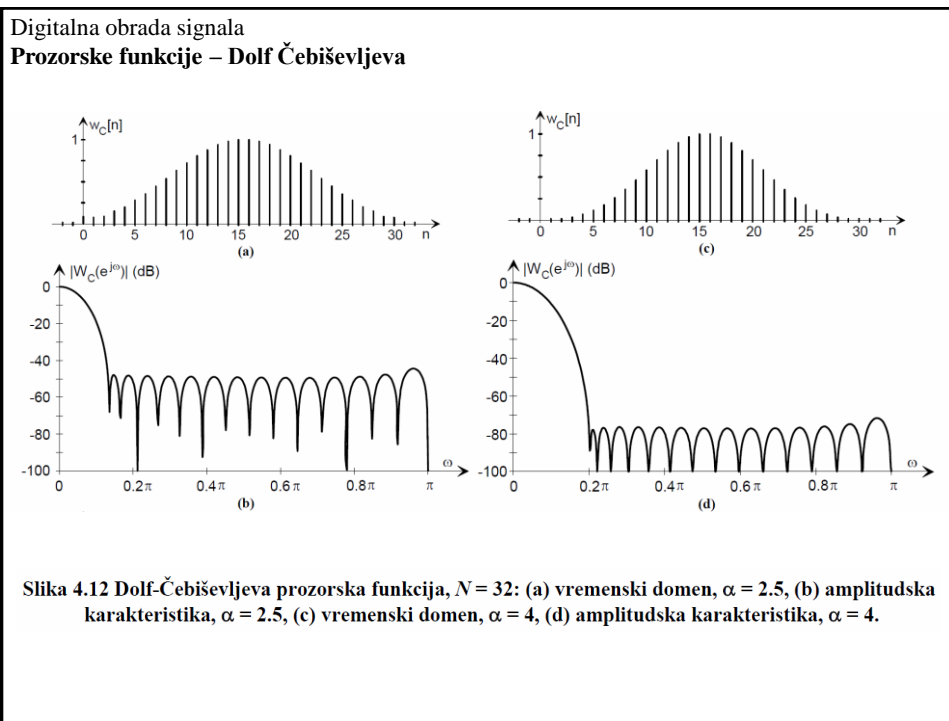 Digitalna obrada signala
Prozorske funkcije – Dolf Čebiševljeva
w_C[n]
1
0 5 10 15 20 25 30 n
(a)
w_C[n]
1
0 5 10 15 20 25 30 n
(c)
|W_C(e^jω)| (dB)
0
-20
-40
-60
-80
-100
ω
0 0.2π 0.4π 0.6π 0.8π π
(b)
|W_C(e^jω)| (dB)
0
-20
-40
-60
-80
-100
ω
0 0.2π 0.4π 0.6π 0.8π π
(d)
Slika 4.12 Dolf-Čebiševljeva prozorska funkcija, N = 32: (a) vremenski domen, α = 2.5, (b) amplitudska
karakteristika, α = 2.5, (c) vremenski domen, α = 4, (d) amplitudska karakteristika, α = 4.